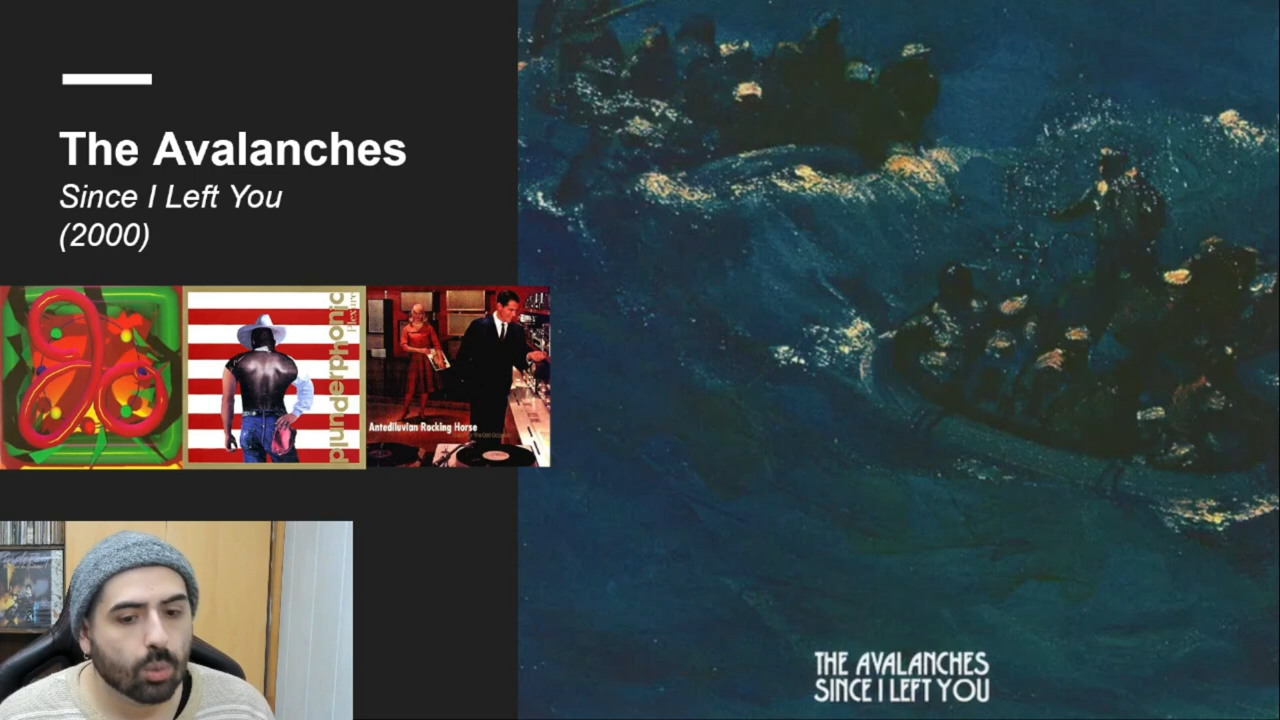 The Avalanches
Since I Left You
(2000)
plunderphonic
Antediluvian Rocking Horse
THE AVALANCHES
SINCE I LEFT YOU